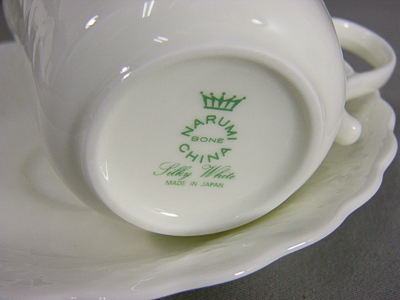 NARUMI
BONE
CHINA
Silky White
MADE IN JAPAN